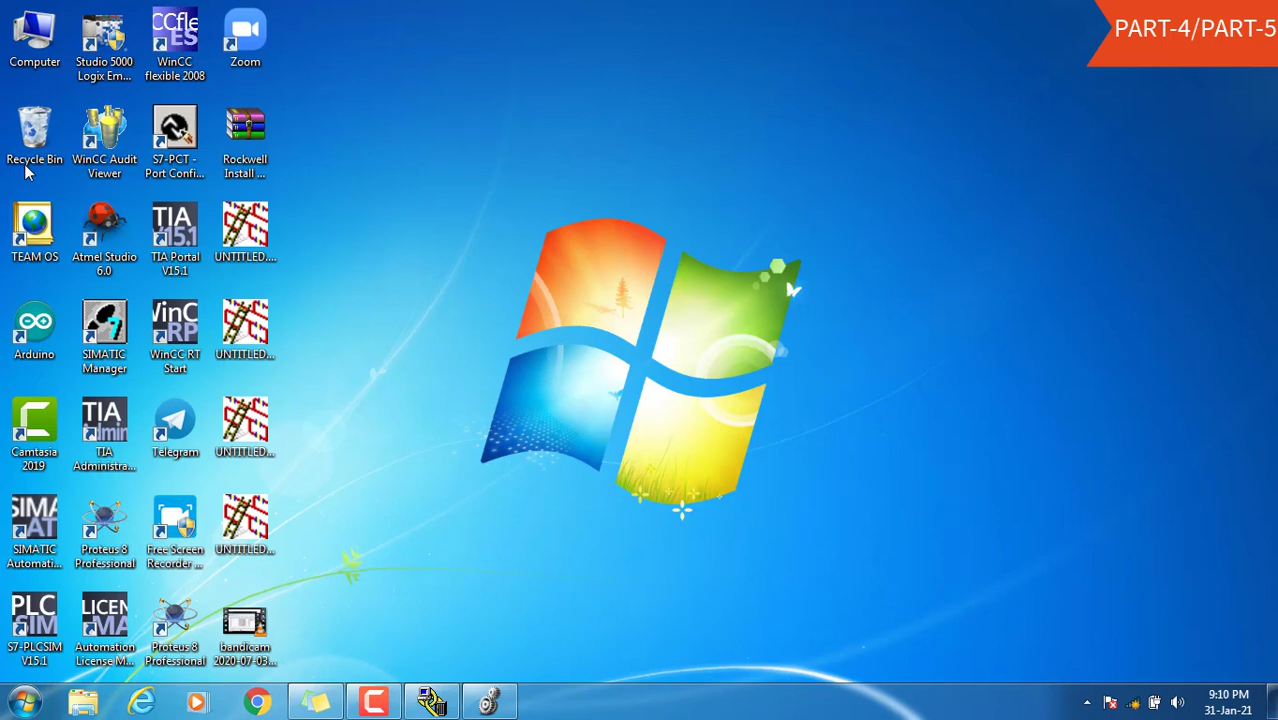 PART-4/PART-5
Computer
Studio 5000
Logix Em...
CCfle
ES
WinCC
flexible 2008
Zoom
Recycle Bin
WinCC Audit
Viewer
S7-PCT -
Port Confi...
Rockwell
Install ...
TEAM OS
Atmel Studio
6.0
TIA
V15.1
TIA Portal
V15.1
UNTITLED....
Arduino
SIMATIC
Manager
WinC
RP
WinCC RT
Start
UNTITLED...
Camtasia
2019
TIA
Admin
TIA
Administra...
Telegram
UNTITLED...
SIMA
AT
SIMATIC
Automati...
Proteus 8
Professional
Free Screen
Recorder ...
UNTITLED...
PLC
SIM
S7-PLCSIM
V15.1
LICEN
MA
Automation
License M...
Proteus 8
Professional
bandicam
2020-07-03...
9:10 PM
31-Jan-21